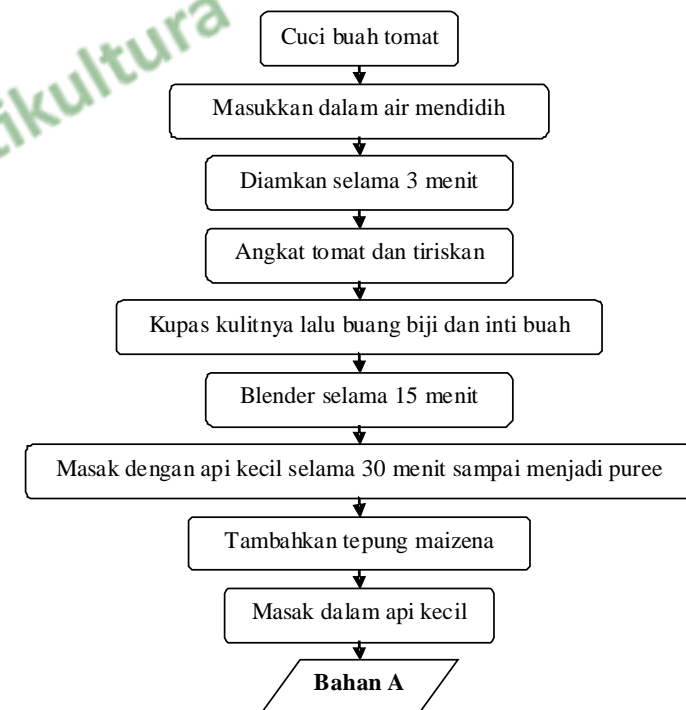 tikultura
Cuci buah tomat
Masukkan dalam air mendidih
Diamkan selama 3 menit
Angkat tomat dan tiriskan
Kupas kulitnya lalu buang biji dan inti buah
Blender selama 15 menit
Masak dengan api kecil selama 30 menit sampai menjadi puree
Tambahkan tepung maizena
Masak dalam api kecil
Bahan A